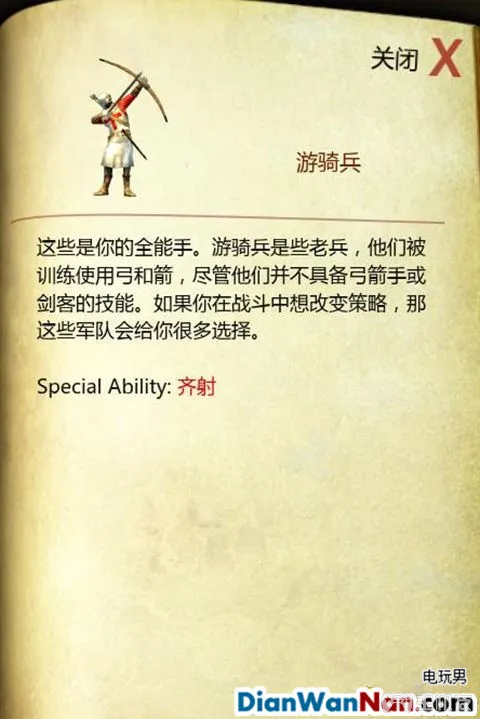 关闭 X
游骑兵
这些是你的全能手。游骑兵是些老兵，他们被
训练使用弓和箭，尽管他们并不具备弓箭手或
剑客的技能。如果你在战斗中想改变策略，那
这些军队会给你很多选择。
Special Ability: 齐射
电玩男
DianWanNan.com